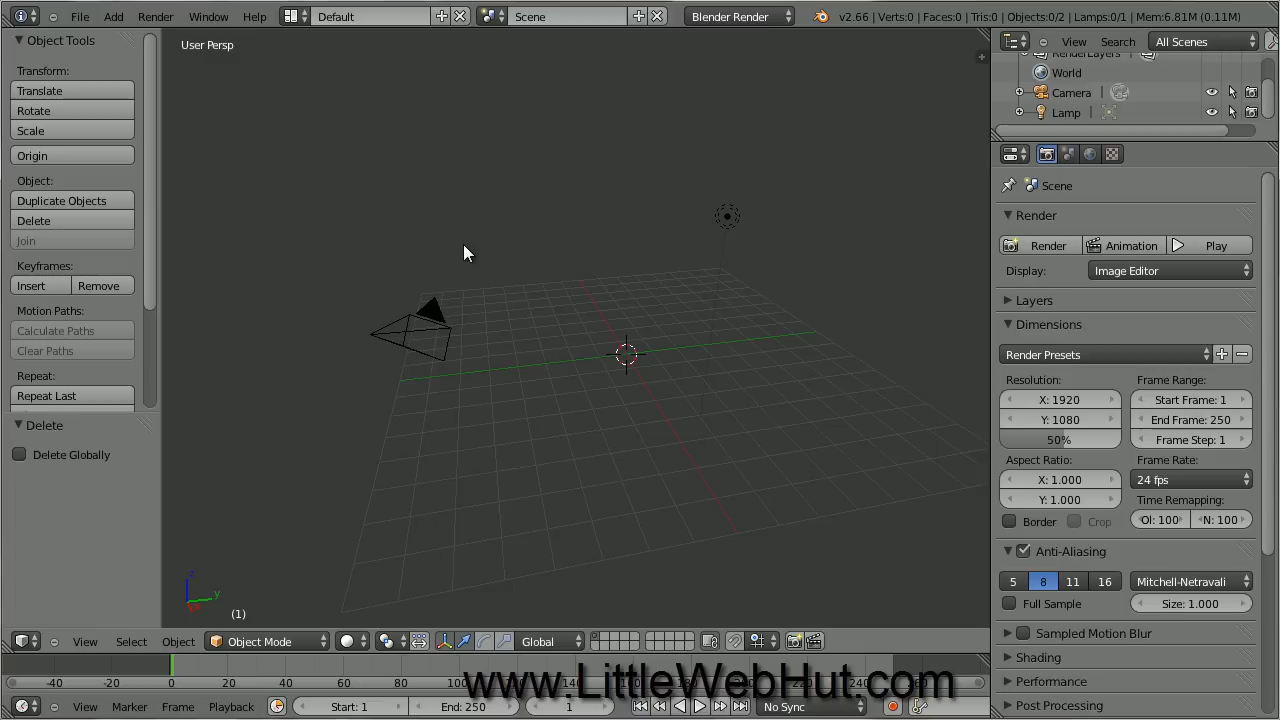 File Add Render Window Help Default Scene Blender Render v2.66 | Verts:0 | Faces:0 | Tris:0 | Objects:0/2 | Lamps:0/1 | Mem:6.81M (0.11M)
Object Tools
Transform:
Translate
Rotate
Scale
Origin
Object:
Duplicate Objects
Delete
Join
Keyframes:
Insert Remove
Motion Paths:
Calculate Paths
Clear Paths
Repeat:
Repeat Last
Delete
Delete Globally
User Persp
z
y
x
(1)
View Search All Scenes
RenderLayers
World
Camera
Lamp
Scene
Render
Render Animation Play
Display: Image Editor
Layers
Dimensions
Render Presets
Resolution: Frame Range:
X: 1920 Start Frame: 1
Y: 1080 End Frame: 250
50% Frame Step: 1
Aspect Ratio: Frame Rate:
X: 1.000 24 fps
Y: 1.000 Time Remapping:
Border Crop Ol: 100 N: 100
Anti-Aliasing
5 8 11 16 Mitchell-Netravali
Full Sample Size: 1.000
Sampled Motion Blur
Shading
Performance
Post Processing
View Select Object Object Mode Global
-40 -20 0 20 40 60 80 100 140 240
www.LittleWebHut.com
View Marker Frame Playback Start: 1 End: 250 1 No Sync